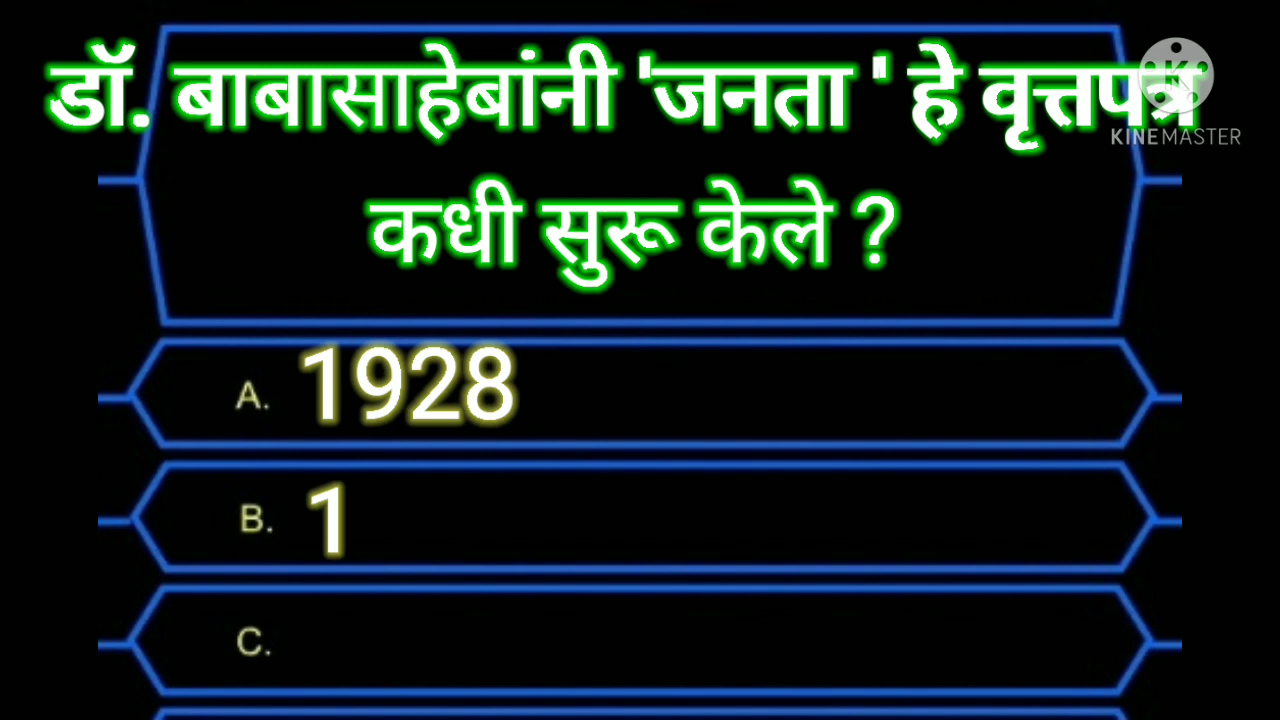 डॉ. बाबासाहेबांनी 'जनता ' हे वृत्तपत्र
KINEMASTER
कधी सुरू केले ?
A. 1928
B. 1
C.